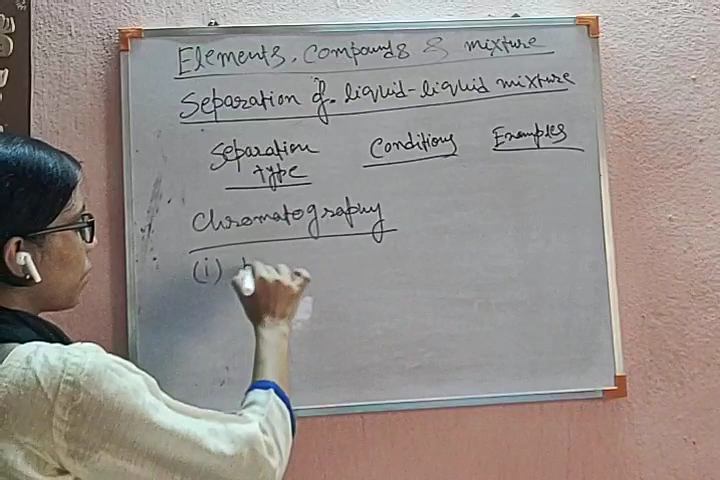 Elements, Compounds & mixture
Separation of liquid-liquid mixture
Separation type Conditions Examples
Chromatography
(i)